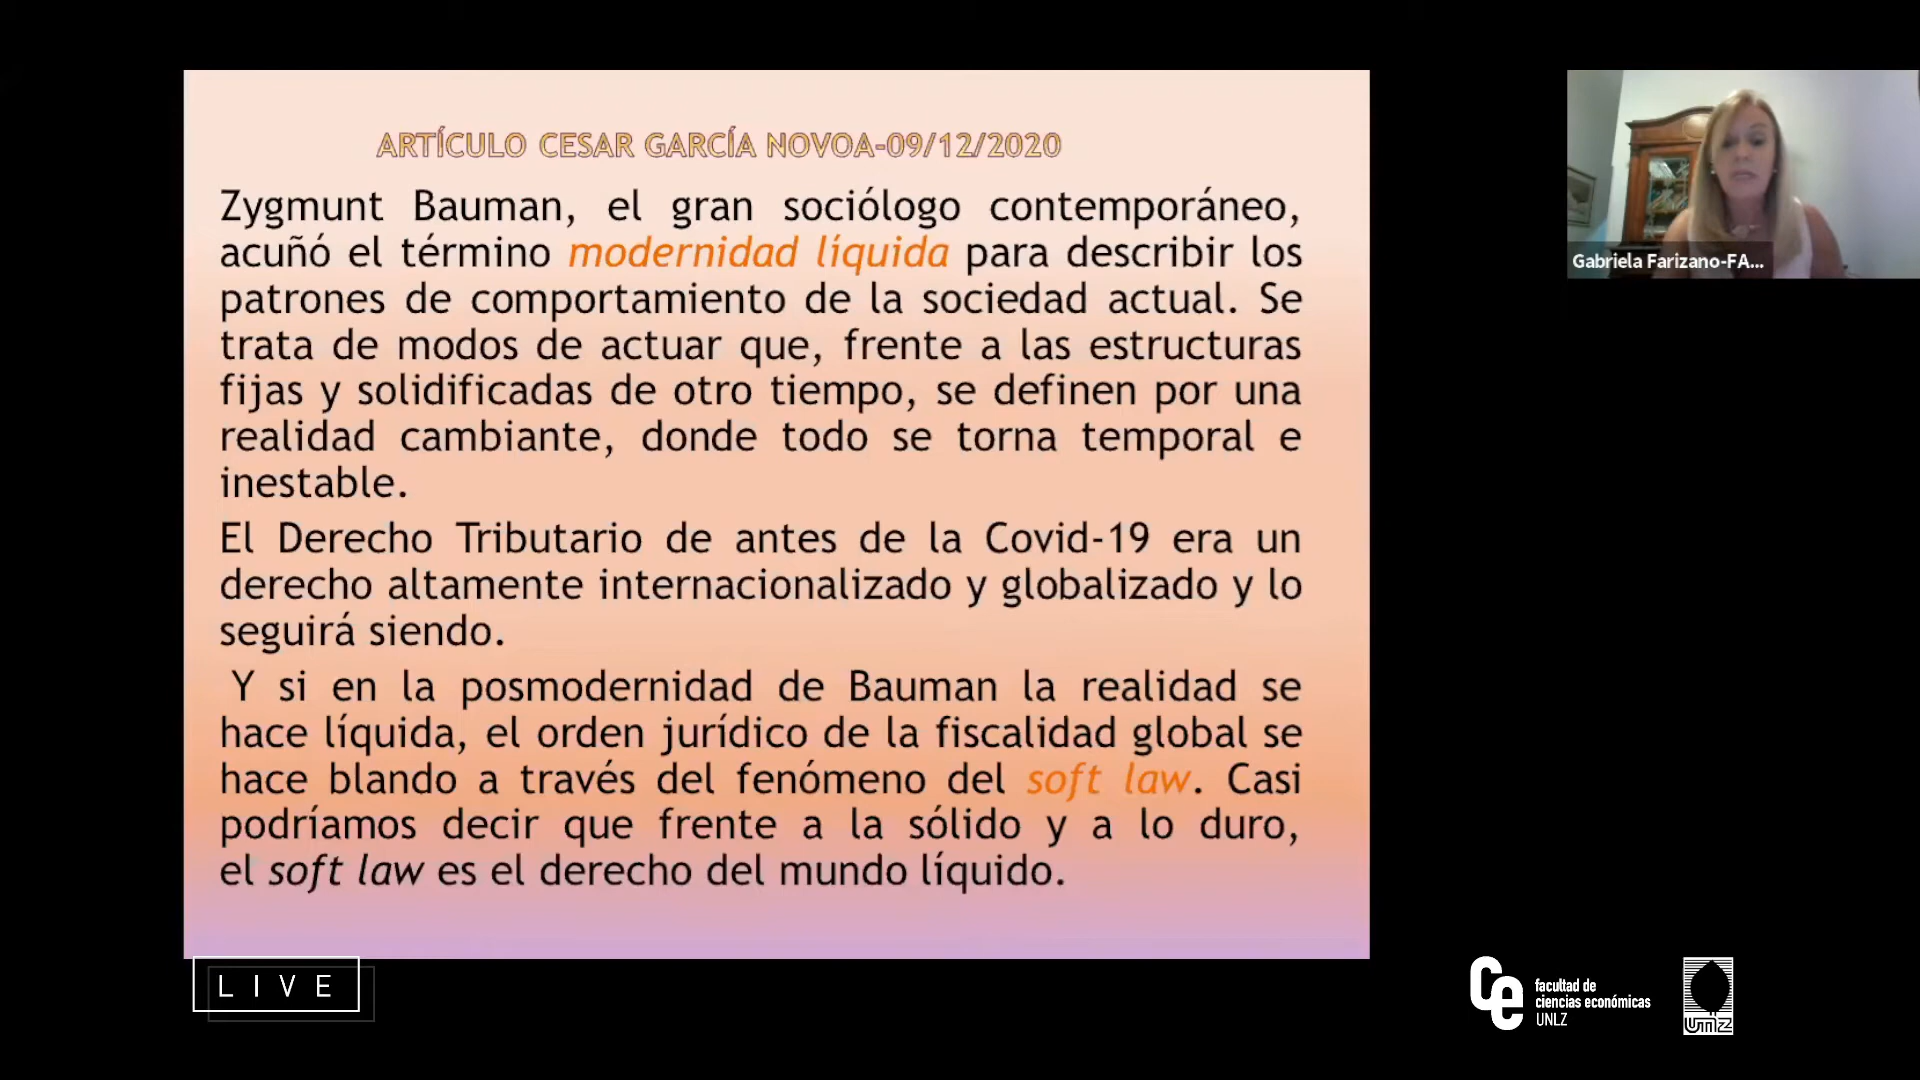 ARTÍCULO CESAR GARCÍA NOVOA-09/12/2020
Zygmunt Bauman, el gran sociólogo contemporáneo,
acuñó el término modernidad líquida para describir los
patrones de comportamiento de la sociedad actual. Se
trata de modos de actuar que, frente a las estructuras
fijas y solidificadas de otro tiempo, se definen por una
realidad cambiante, donde todo se torna temporal e
inestable.
El Derecho Tributario de antes de la Covid-19 era un
derecho altamente internacionalizado y globalizado y lo
seguirá siendo.
Y si en la posmodernidad de Bauman la realidad se
hace líquida, el orden jurídico de la fiscalidad global se
hace blando a través del fenómeno del soft law. Casi
podríamos decir que frente a la sólido y a lo duro,
el soft law es el derecho del mundo líquido.
Gabriela Farizano-FA...
LIVE
ce
facultad de
ciencias económicas
UNLZ
unlz